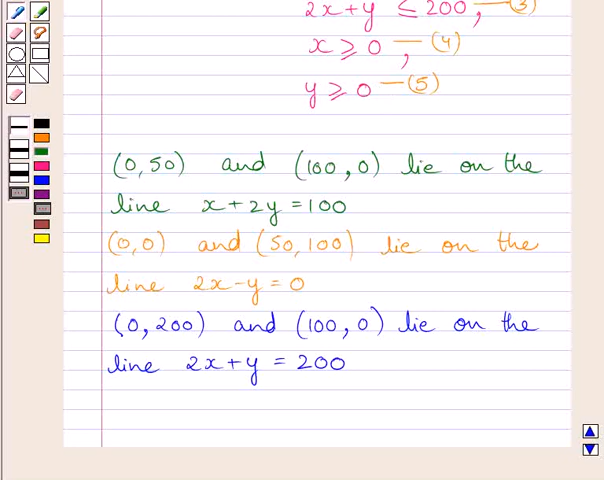 2x+y ≤ 200, —(3)
x ⩾ 0, —(4)
y ⩾ 0 —(5)
(0,50) and (100,0) lie on the
line x+2y=100
(0,0) and (50,100) lie on the
line 2x-y=0
(0,200) and (100,0) lie on the
line 2x+y=200